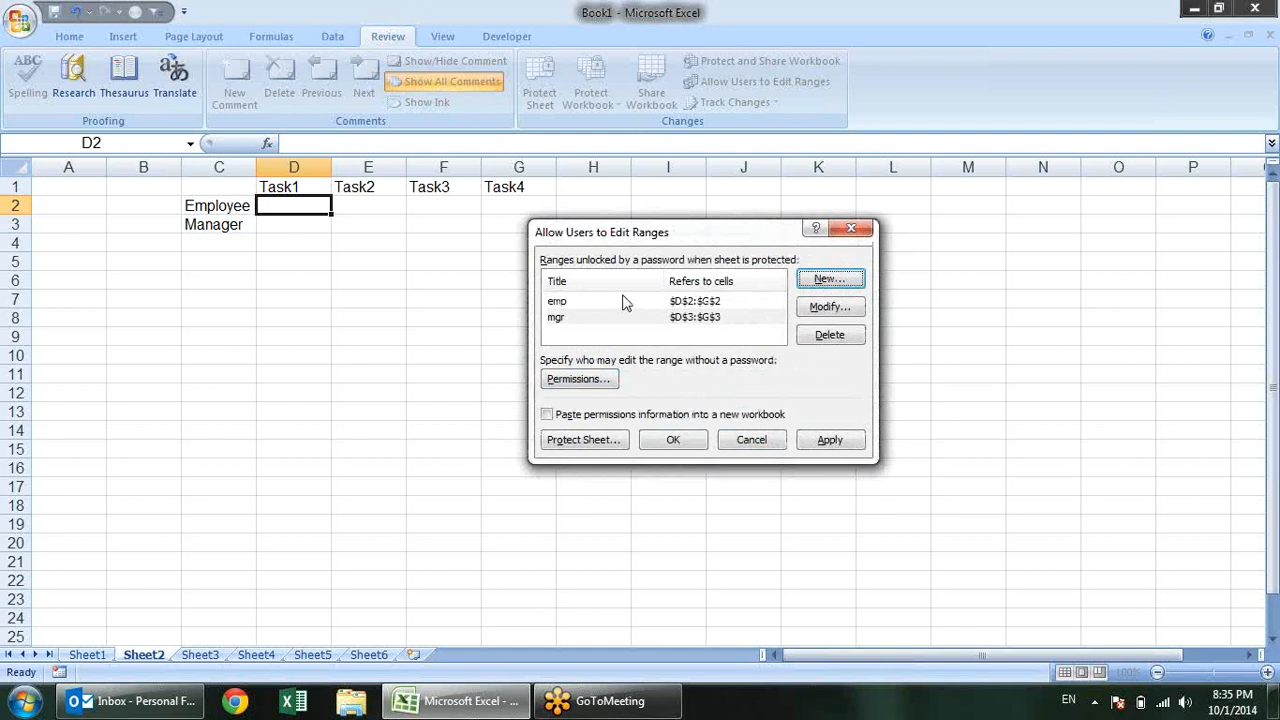 Book1 - Microsoft Excel
Home Insert Page Layout Formulas Data Review View Developer
ABC
Spelling Research Thesaurus Translate
Proofing
New Comment Delete Previous Next
Show/Hide Comment
Show All Comments
Show Ink
Comments
Protect Sheet Protect Workbook Share Workbook
Protect and Share Workbook
Allow Users to Edit Ranges
Track Changes
Changes
D2 fx
A B C D E F G H I J K L M N O P
1 Task1 Task2 Task3 Task4
2 Employee
3 Manager
4
5
6
7
8
9
10
11
12
13
14
15
16
17
18
19
20
21
22
23
24
25
Allow Users to Edit Ranges
?
Ranges unlocked by a password when sheet is protected:
Title Refers to cells
emp $D$2:$G$2
mgr $D$3:$G$3
New...
Modify...
Delete
Specify who may edit the range without a password:
Permissions...
Paste permissions information into a new workbook
Protect Sheet... OK Cancel Apply
Sheet1 Sheet2 Sheet3 Sheet4 Sheet5 Sheet6
Ready 100%
Inbox - Personal F... Microsoft Excel - ... GoToMeeting
EN 8:35 PM
10/1/2014